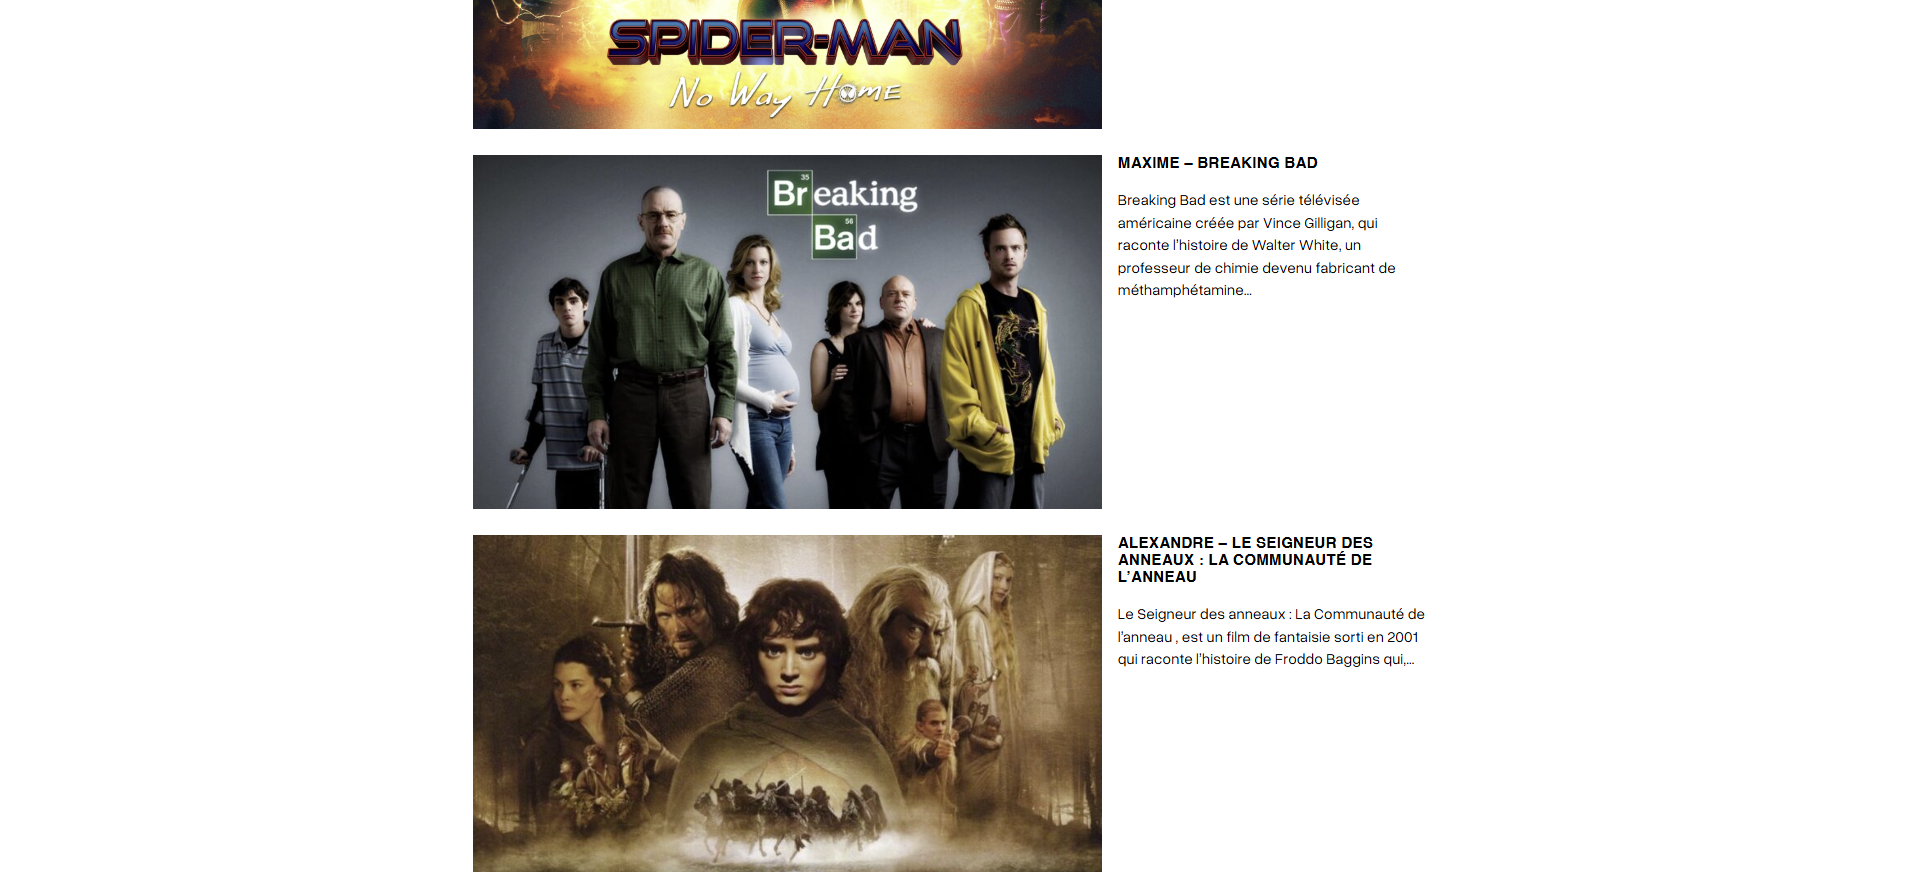 SPIDER-MAN
No Way Home
35
Breaking
56
Bad
MAXIME – BREAKING BAD
Breaking Bad est une série télévisée
américaine créée par Vince Gilligan, qui
raconte l'histoire de Walter White, un
professeur de chimie devenu fabricant de
méthamphétamine...
ALEXANDRE – LE SEIGNEUR DES
ANNEAUX : LA COMMUNAUTÉ DE
L'ANNEAU
Le Seigneur des anneaux : La Communauté de
l'anneau , est un film de fantaisie sorti en 2001
qui raconte l'histoire de Froddo Baggins qui,...